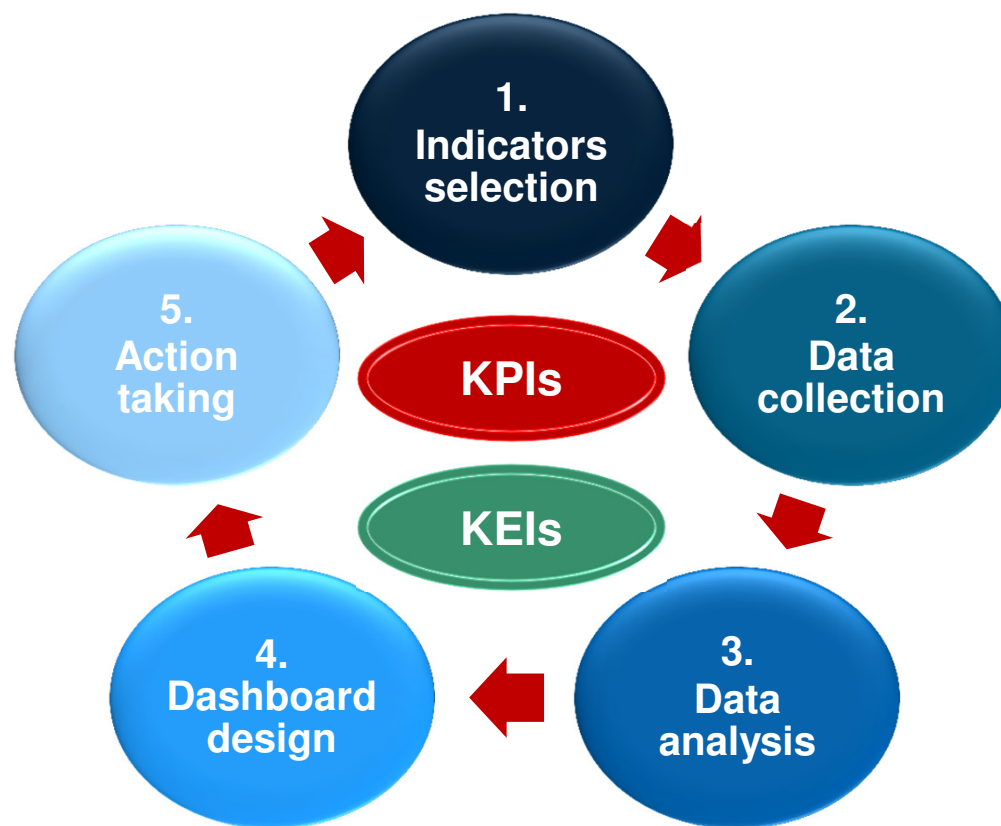 1.
Indicators
selection
2.
Data
collection
3.
Data
analysis
4.
Dashboard
design
5.
Action
taking
KPIs
KEIs